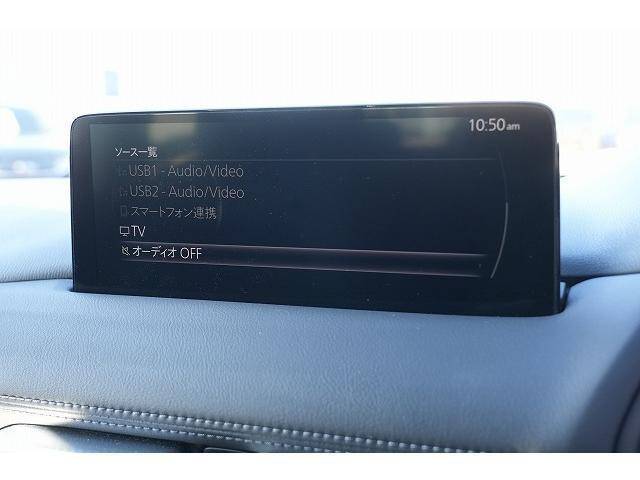 10:50am
ソース一覧
USB1 - Audio/Video
USB2 - Audio/Video
スマートフォン連携
TV
オーディオ OFF